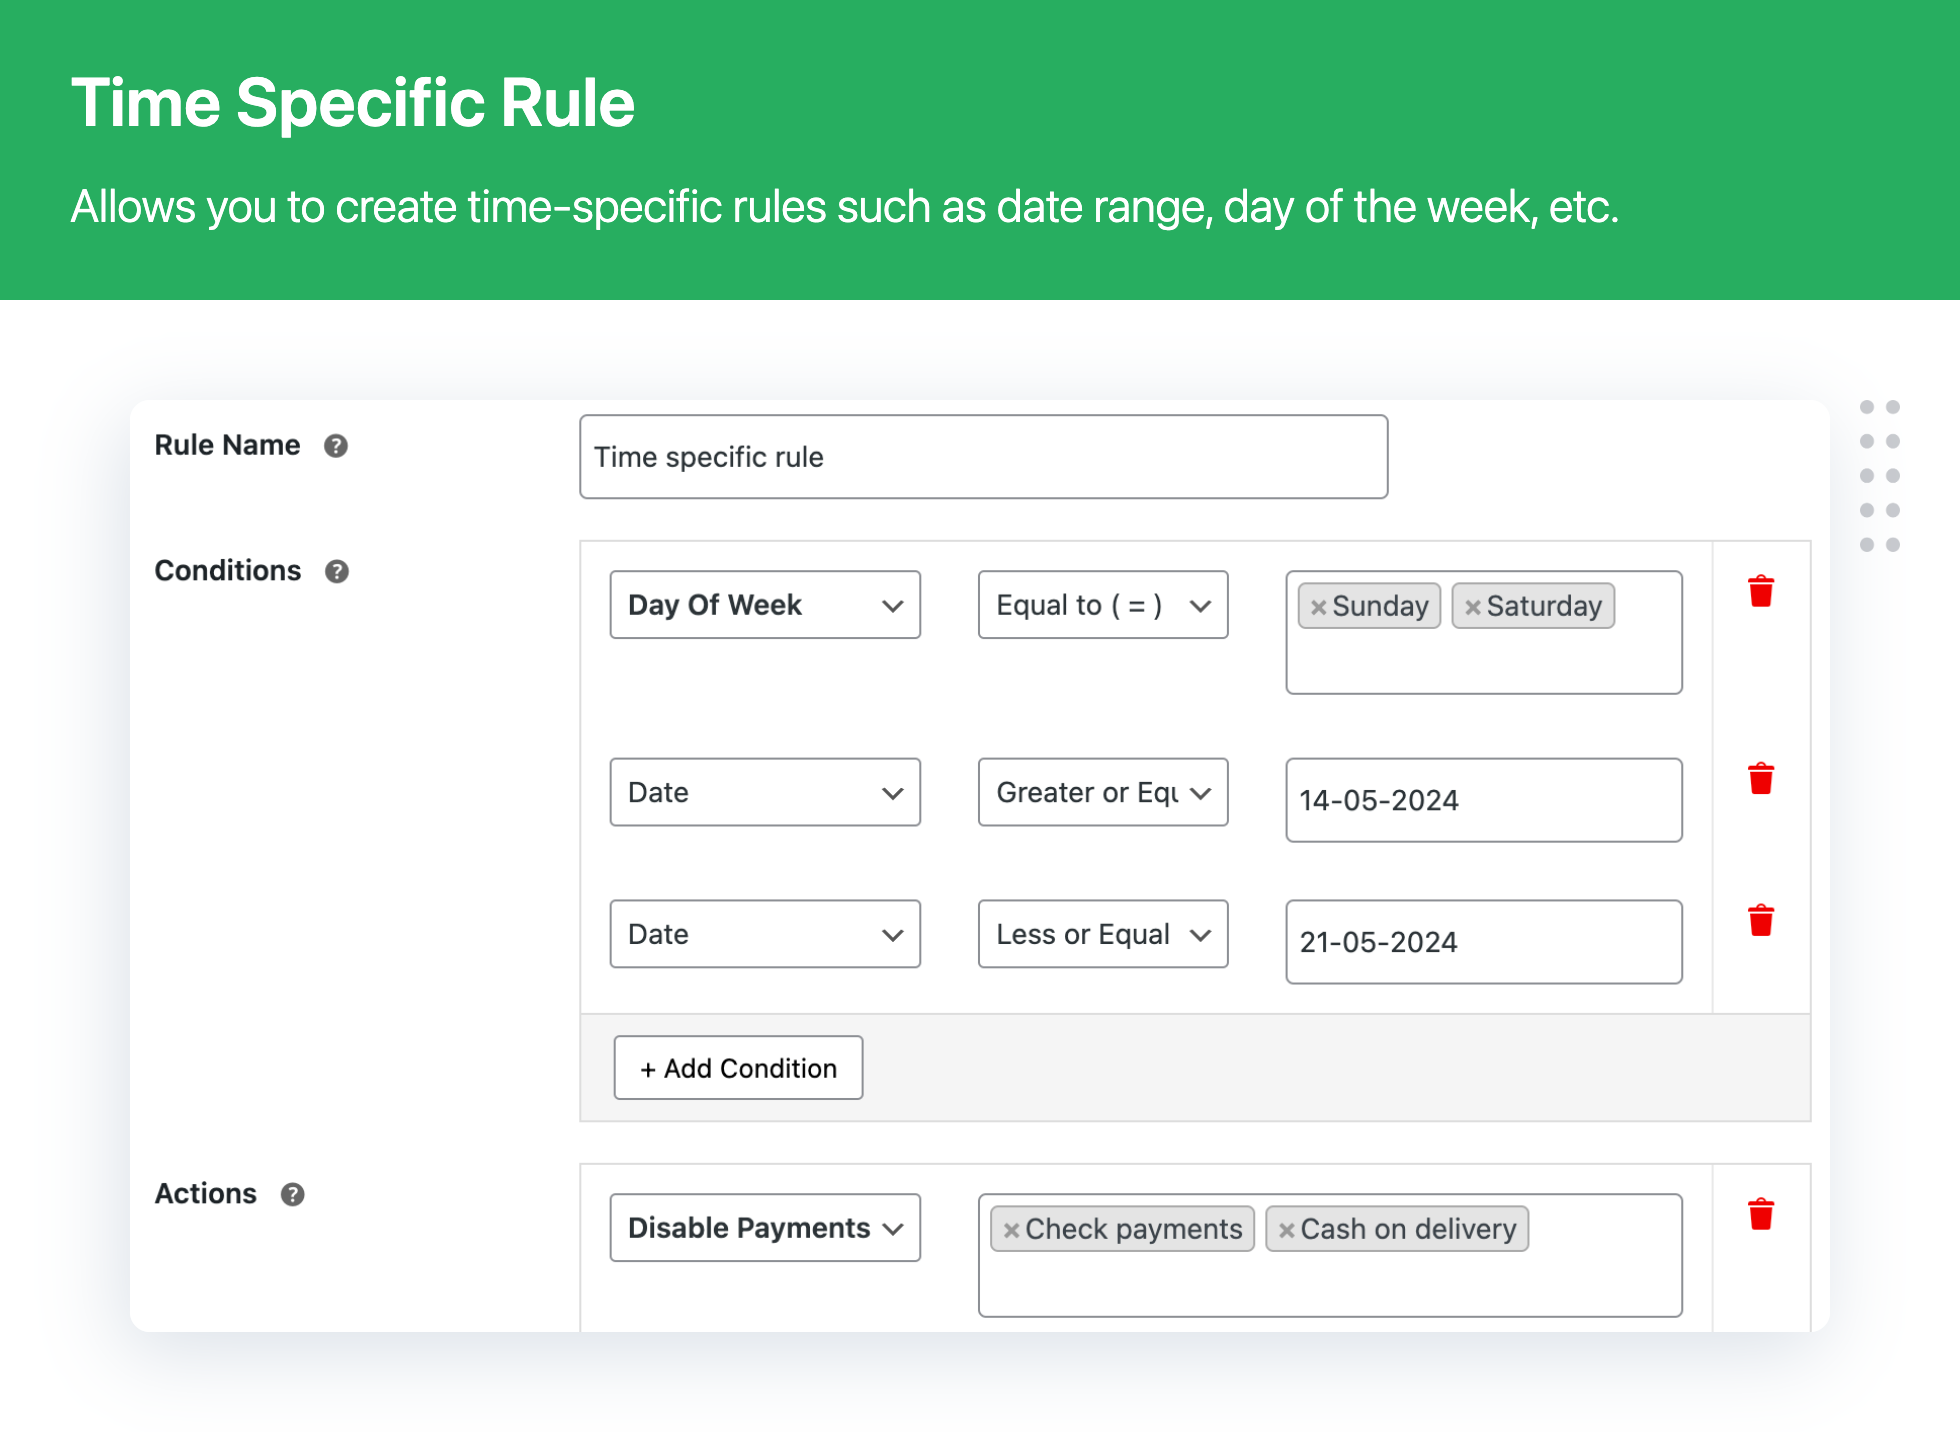 Time Specific Rule
Allows you to create time-specific rules such as date range, day of the week, etc.
Rule Name ?
Time specific rule
Conditions ?
Day Of Week
Equal to ( = )
×Sunday ×Saturday
Date
Greater or Equ
14-05-2024
Date
Less or Equal
21-05-2024
+ Add Condition
Actions ?
Disable Payments
×Check payments ×Cash on delivery